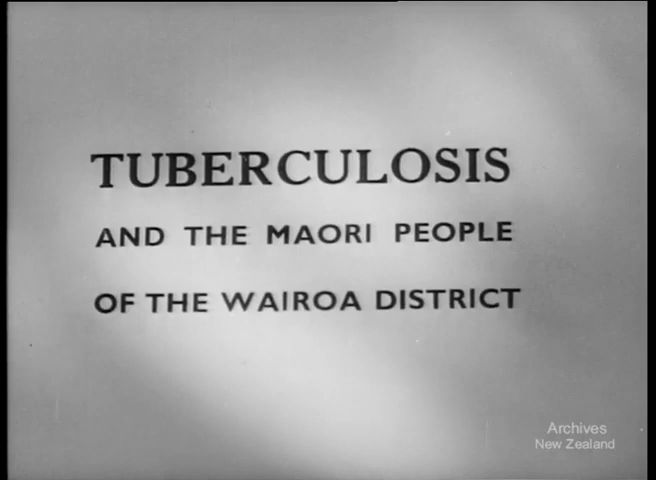 TUBERCULOSIS
AND THE MAORI PEOPLE
OF THE WAIROA DISTRICT
Archives
New Zealand